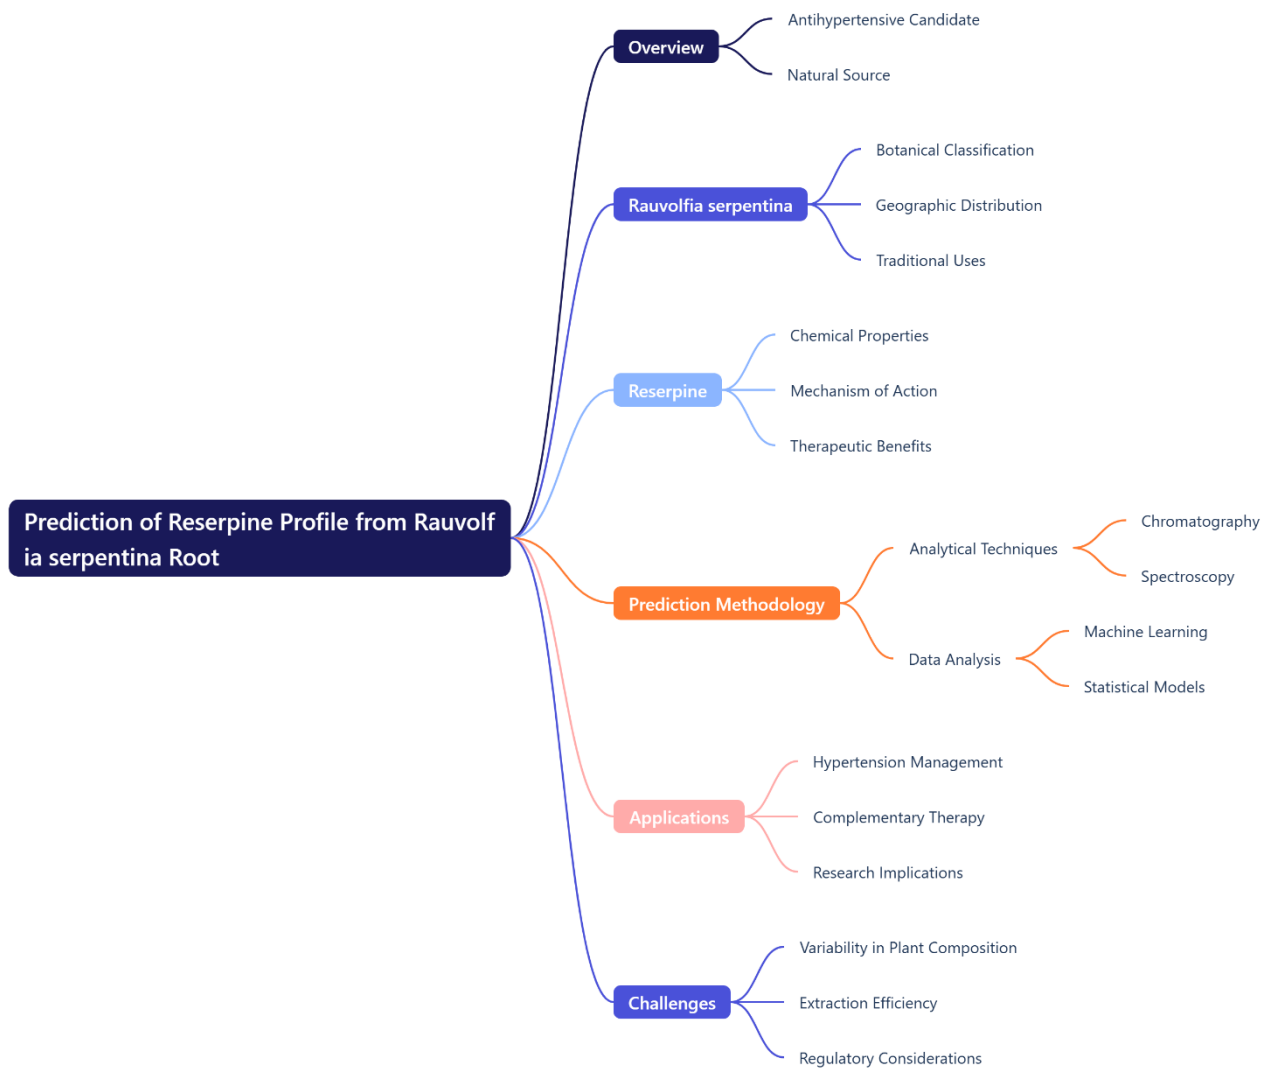 Prediction of Reserpine Profile from Rauvolf
ia serpentina Root
Overview
Antihypertensive Candidate
Natural Source
Rauvolfia serpentina
Botanical Classification
Geographic Distribution
Traditional Uses
Reserpine
Chemical Properties
Mechanism of Action
Therapeutic Benefits
Prediction Methodology
Analytical Techniques
Chromatography
Spectroscopy
Data Analysis
Machine Learning
Statistical Models
Applications
Hypertension Management
Complementary Therapy
Research Implications
Challenges
Variability in Plant Composition
Extraction Efficiency
Regulatory Considerations